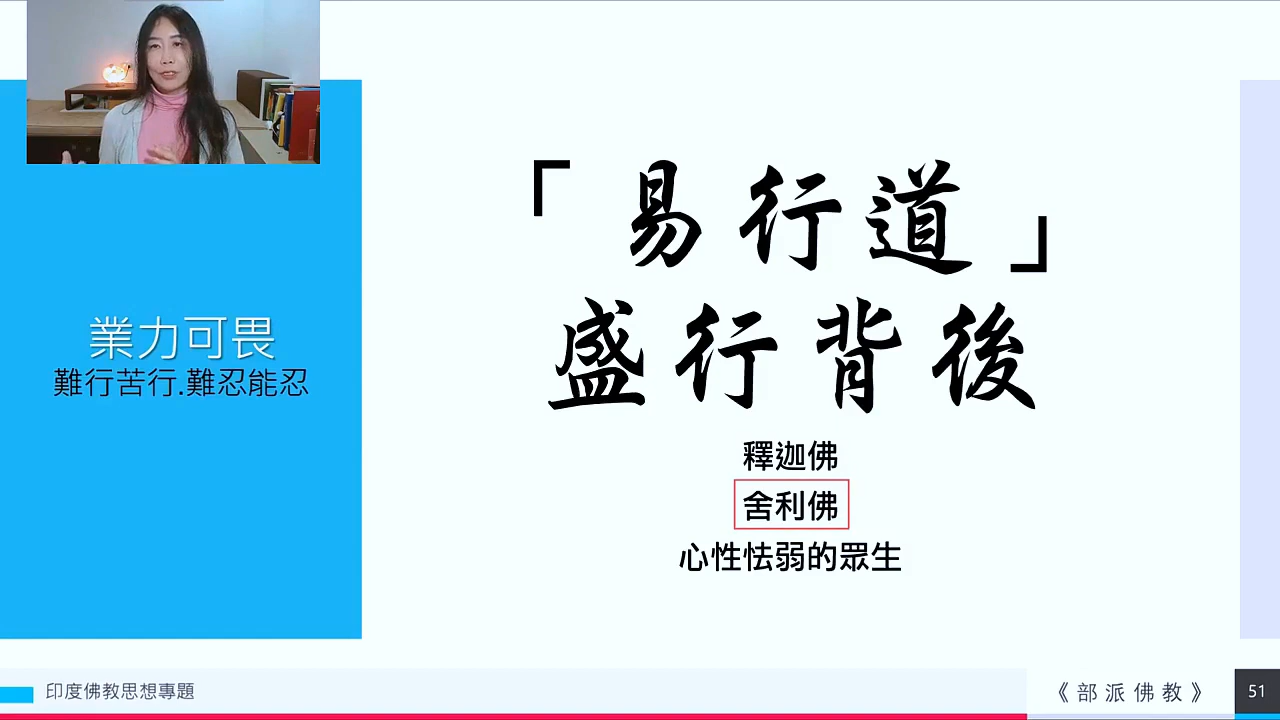 「易行道」
盛行背後
釋迦佛
舍利佛
心性怯弱的眾生
業力可畏
難行苦行.難忍能忍
印度佛教思想專題
《部派佛教》
51